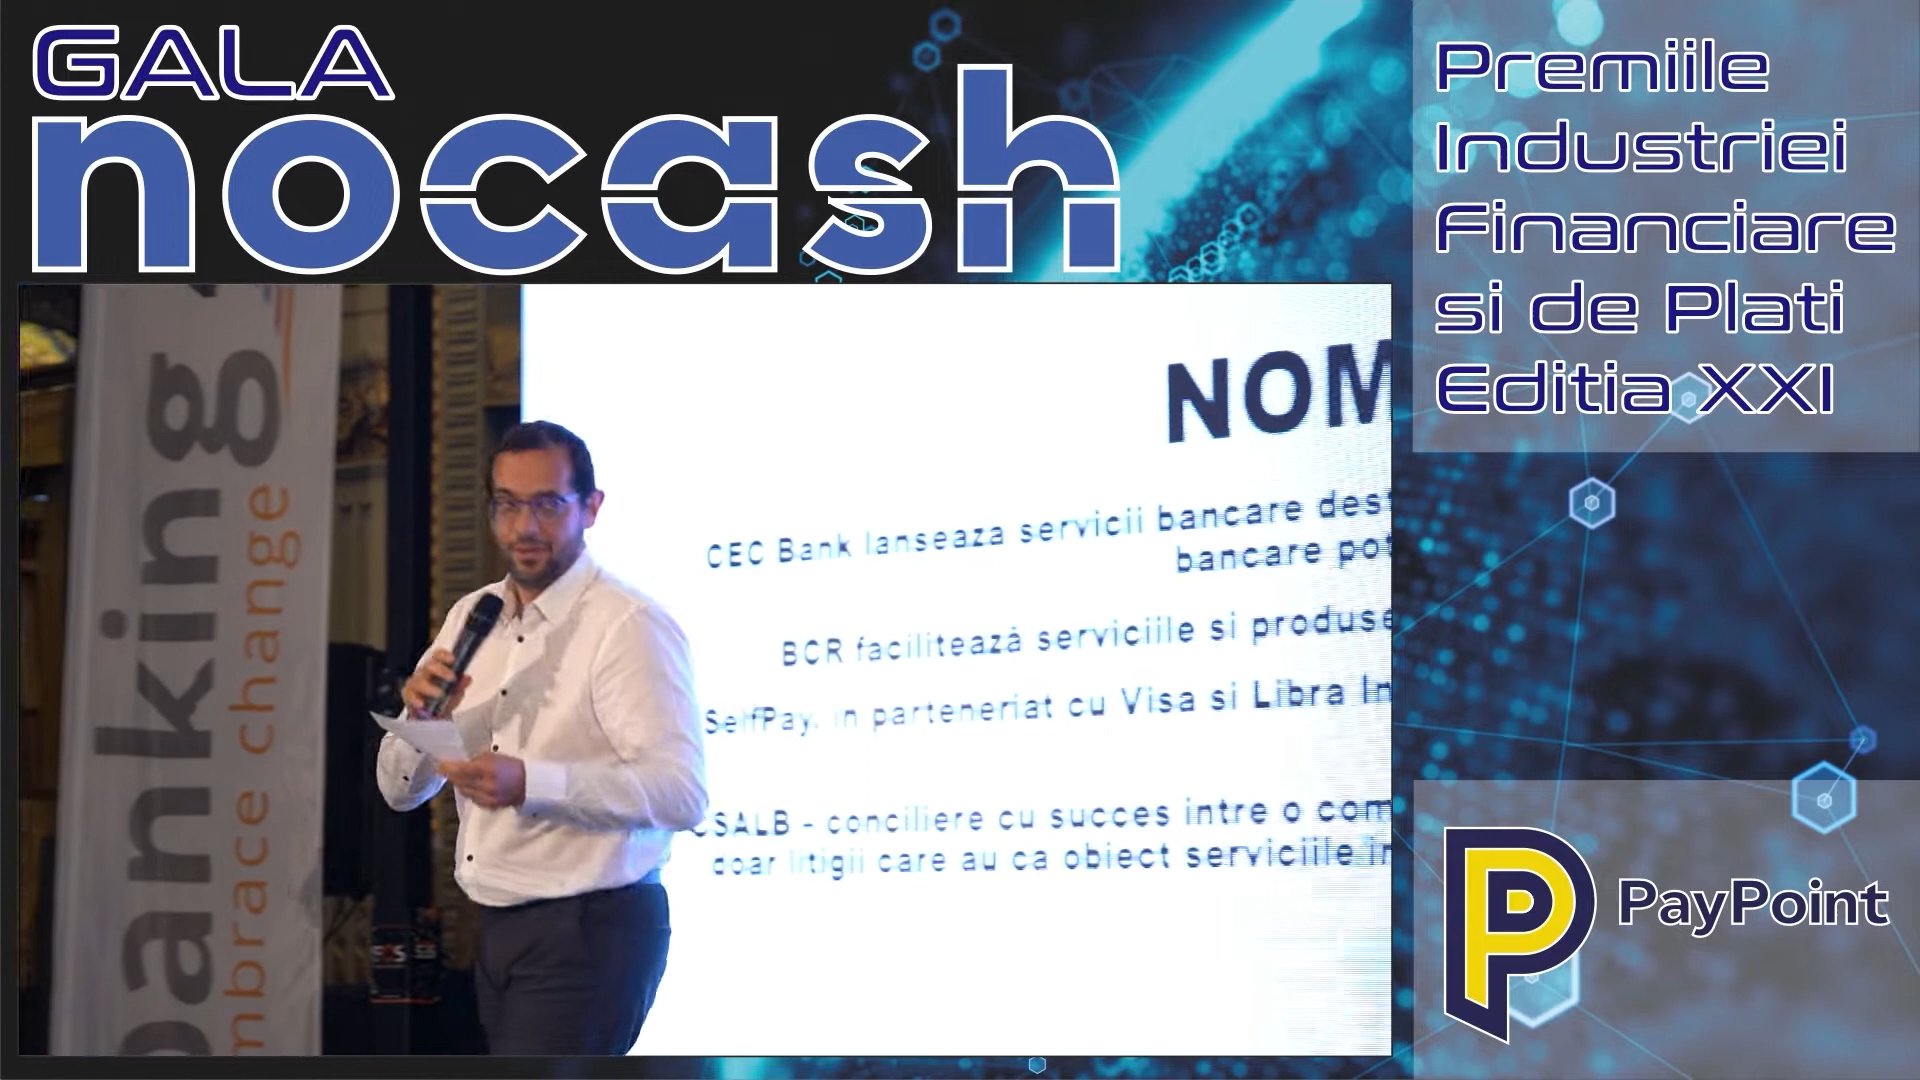 GALA
nocash
Premiile
Industriei
Financiare
si de Plati
Editia XXI
banking
mbrace change
NOM
CEC Bank lanseaza servicii bancare dest
bancare pot
BCR facilitează serviciile si produse
SelfPay, in parteneriat cu Visa si Libra In
CSALB - conciliere cu succes intre o com
doar litigii care au ca obiect serviciile in
PayPoint